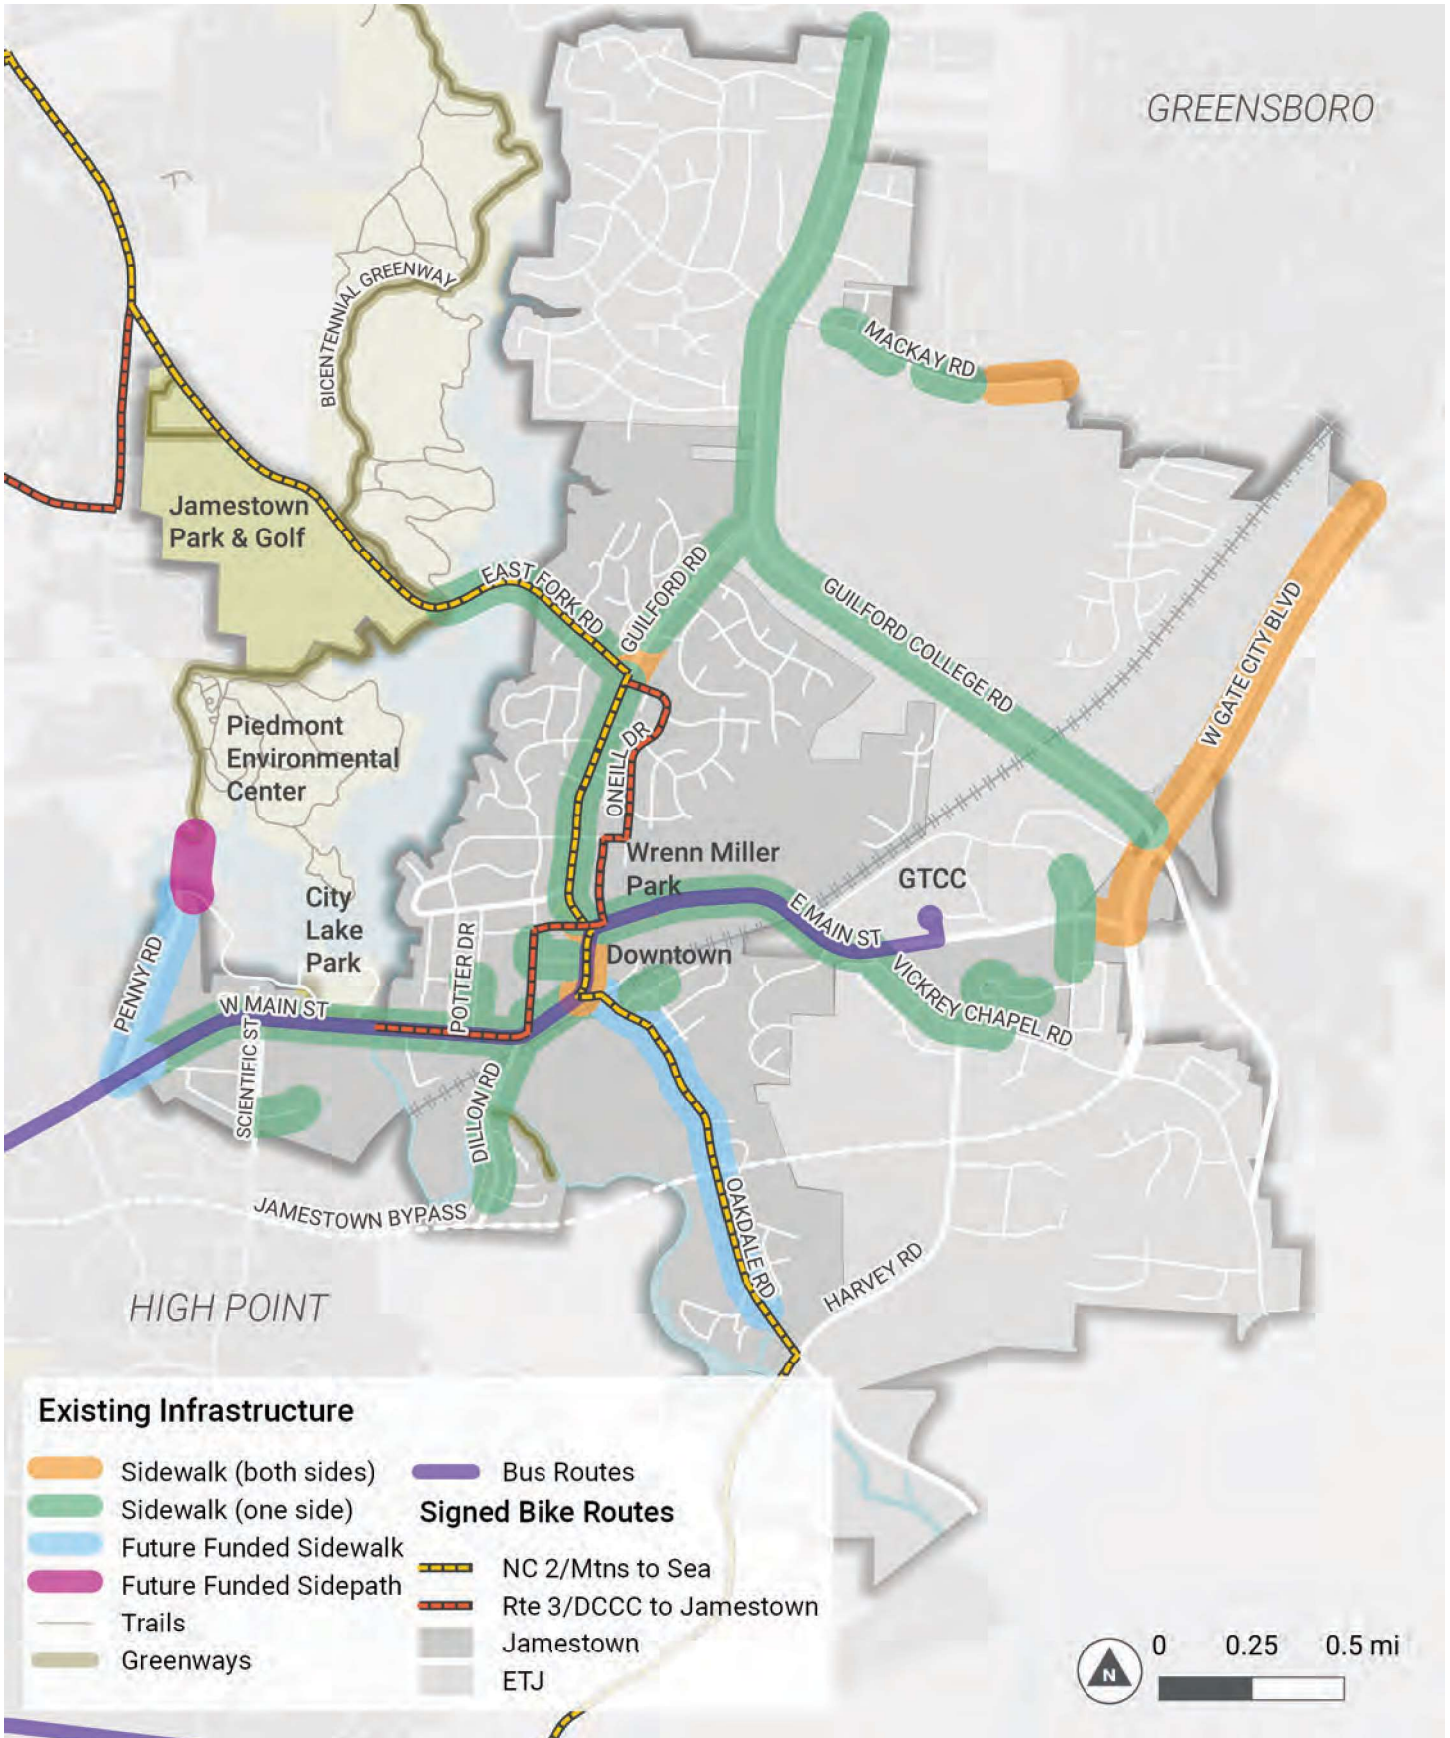 GREENSBORO
BICENTENNIAL GREENWAY
MACKAY RD
Jamestown
Park & Golf
EAST FORK RD
GUILFORD RD
GUILFORD COLLEGE RD
W GATE CITY BLVD
Piedmont
Environmental
Center
ONEILL DR
Wrenn Miller
Park
GTCC
City
Lake
Park
E MAIN ST
Downtown
POTTER DR
PENNY RD
W MAIN ST
VICKREY CHAPEL RD
SCIENTIFIC ST
DILLON RD
JAMESTOWN BYPASS
OAKDALE RD
HARVEY RD
HIGH POINT
Existing Infrastructure
Sidewalk (both sides)
Sidewalk (one side)
Future Funded Sidewalk
Future Funded Sidepath
Trails
Greenways
Bus Routes
Signed Bike Routes
NC 2/Mtns to Sea
Rte 3/DCCC to Jamestown
Jamestown
ETJ
N
0 0.25 0.5 mi